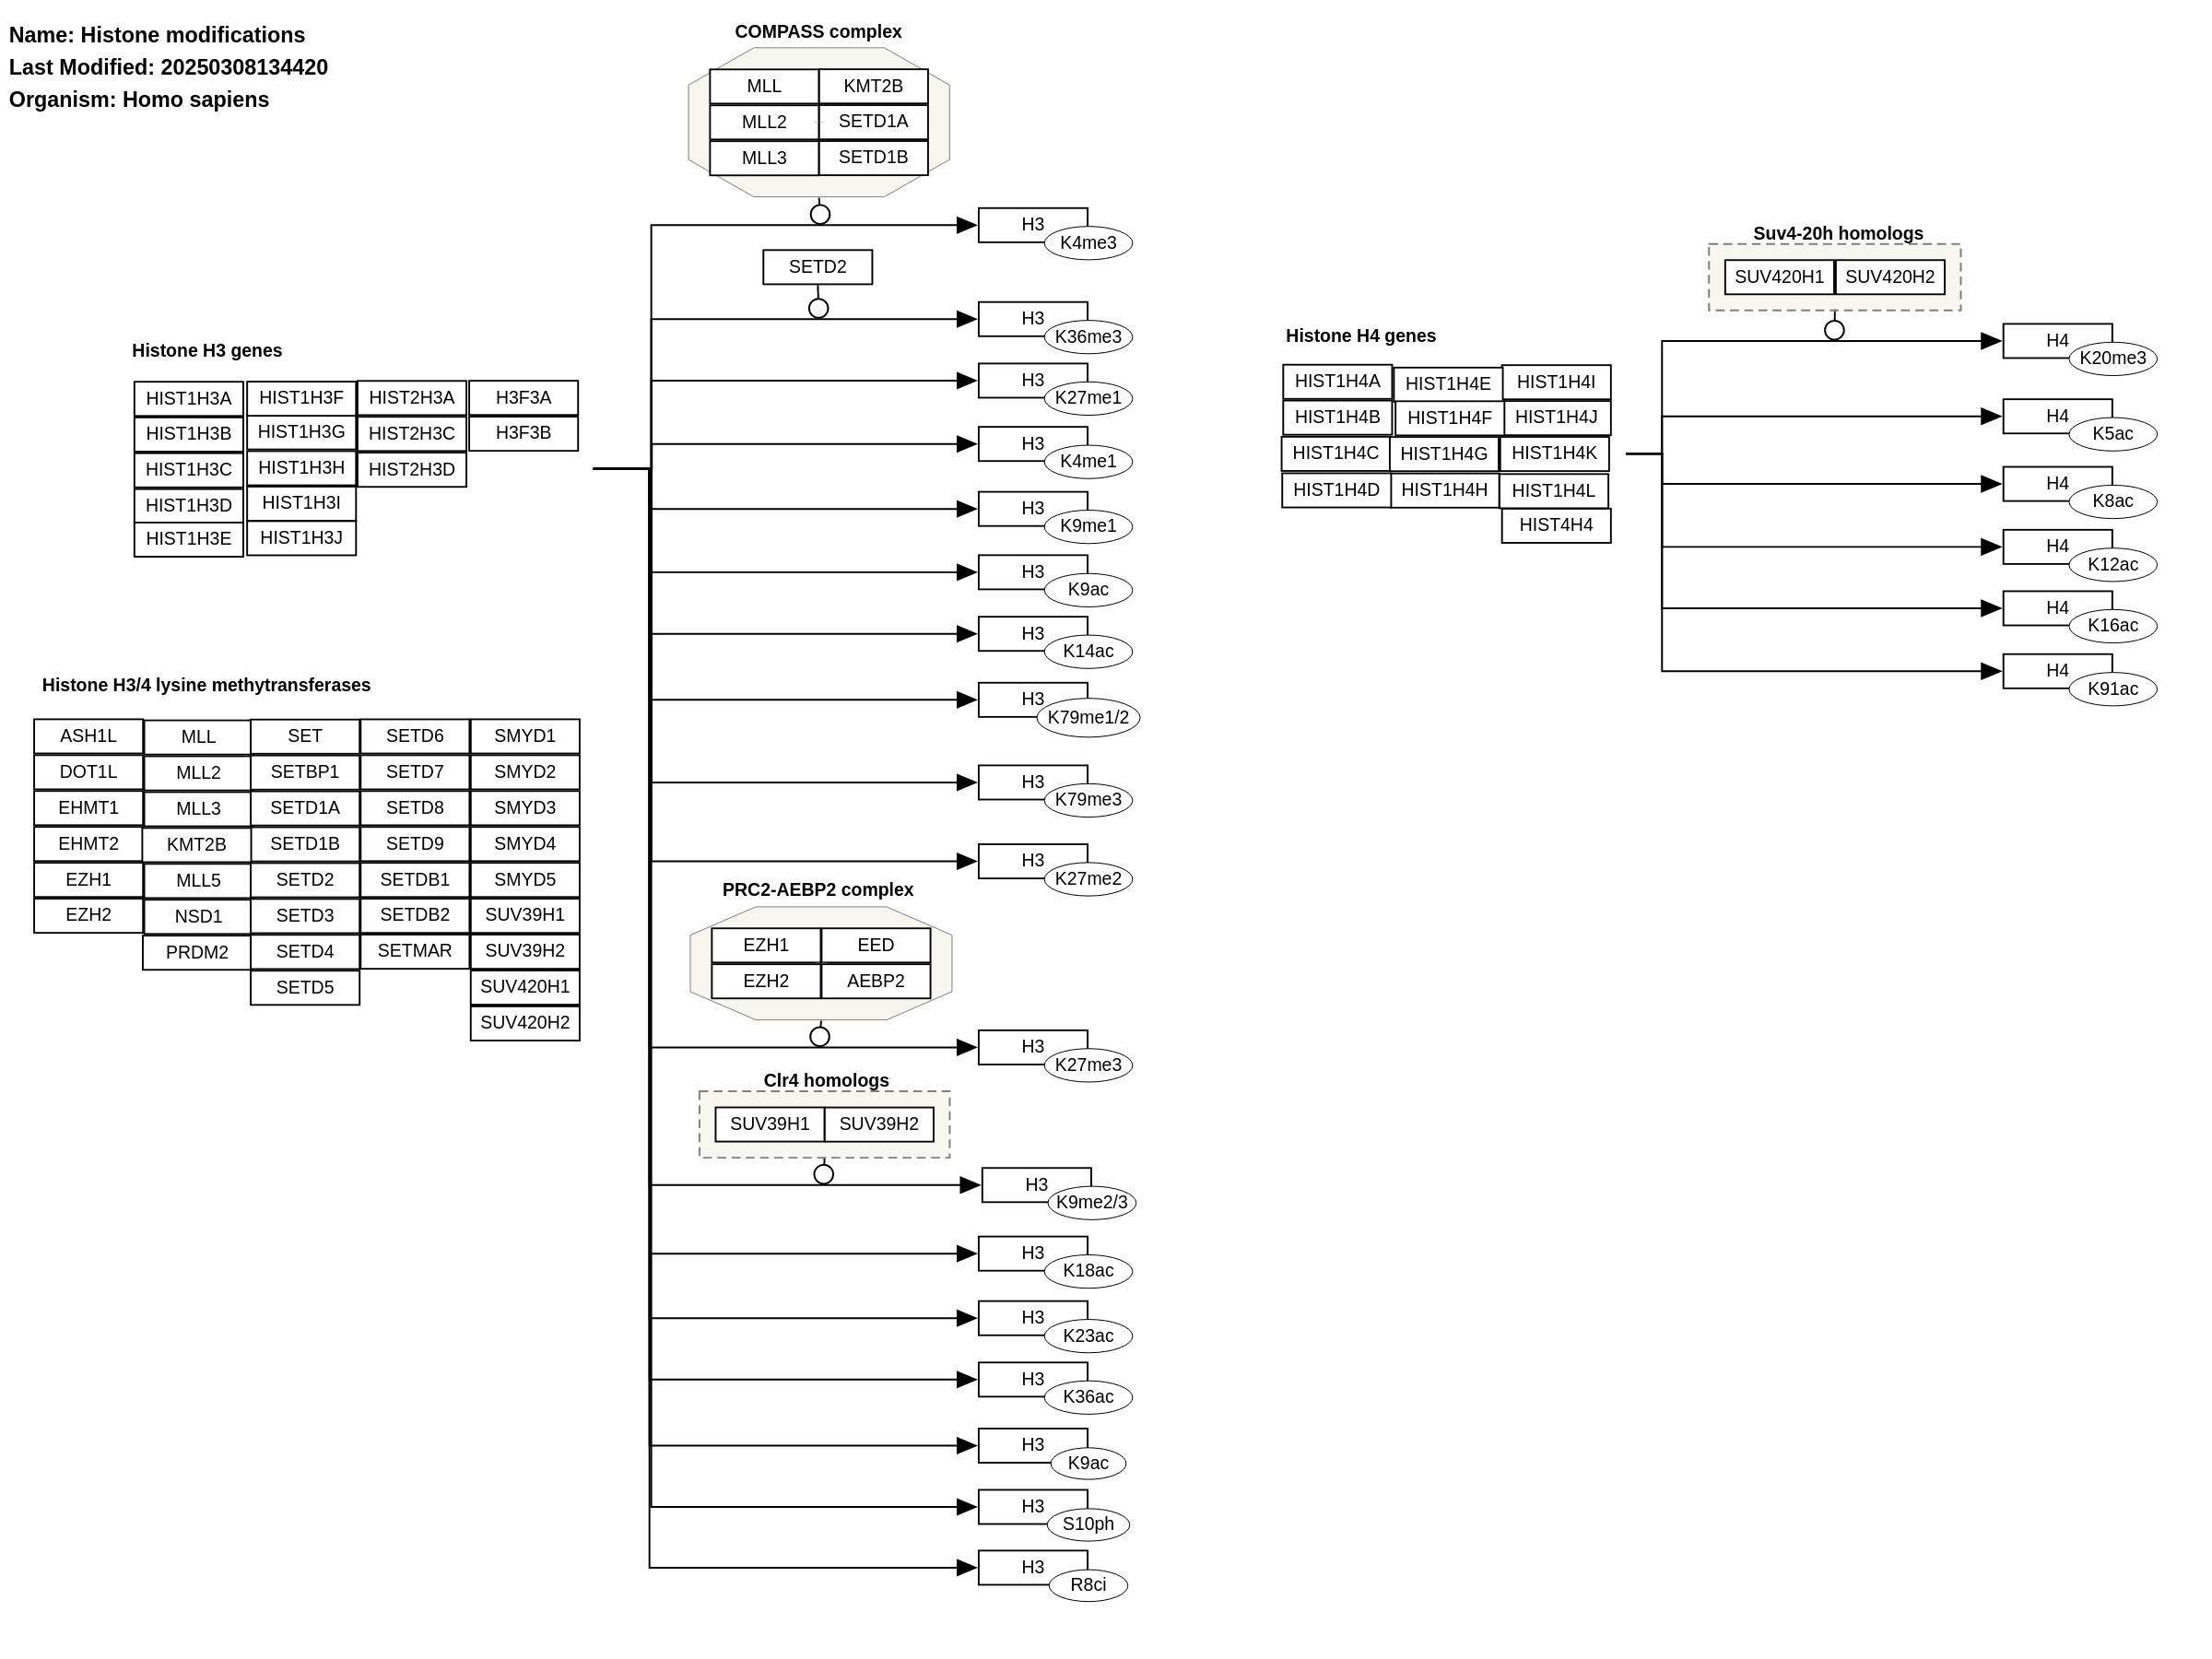 Name: Histone modifications
Last Modified: 20250308134420
Organism: Homo sapiens
COMPASS complex
MLL
KMT2B
MLL2
SETD1A
MLL3
SETD1B
H3
K4me3
SETD2
H3
K36me3
H3
K27me1
H3
K4me1
H3
K9me1
H3
K9ac
H3
K14ac
H3
K79me1/2
H3
K79me3
H3
K27me2
PRC2-AEBP2 complex
EZH1
EED
EZH2
AEBP2
H3
K27me3
Clr4 homologs
SUV39H1
SUV39H2
H3
K9me2/3
H3
K18ac
H3
K23ac
H3
K36ac
H3
K9ac
H3
S10ph
H3
R8ci
Histone H3 genes
HIST1H3A
HIST1H3F
HIST2H3A
H3F3A
HIST1H3B
HIST1H3G
HIST2H3C
H3F3B
HIST1H3C
HIST1H3H
HIST2H3D
HIST1H3D
HIST1H3I
HIST1H3E
HIST1H3J
Histone H3/4 lysine methytransferases
ASH1L
MLL
SET
SETD6
SMYD1
DOT1L
MLL2
SETBP1
SETD7
SMYD2
EHMT1
MLL3
SETD1A
SETD8
SMYD3
EHMT2
KMT2B
SETD1B
SETD9
SMYD4
EZH1
MLL5
SETD2
SETDB1
SMYD5
EZH2
NSD1
SETD3
SETDB2
SUV39H1
PRDM2
SETD4
SETMAR
SUV39H2
SETD5
SUV420H1
SUV420H2
Suv4-20h homologs
SUV420H1
SUV420H2
Histone H4 genes
HIST1H4A
HIST1H4E
HIST1H4I
HIST1H4B
HIST1H4F
HIST1H4J
HIST1H4C
HIST1H4G
HIST1H4K
HIST1H4D
HIST1H4H
HIST1H4L
HIST4H4
H4
K20me3
H4
K5ac
H4
K8ac
H4
K12ac
H4
K16ac
H4
K91ac